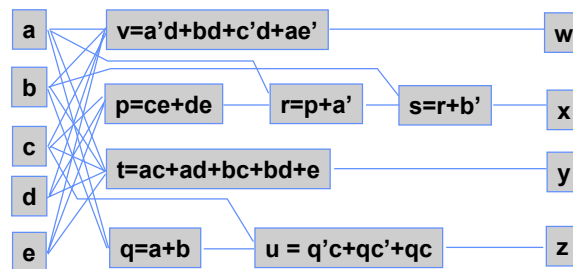 a
v=a’d+bd+c’d+ae’
w
b
p=ce+de
r=p+a’
s=r+b’
x
c
t=ac+ad+bc+bd+e
y
d
e
q=a+b
u = q’c+qc’+qc
z